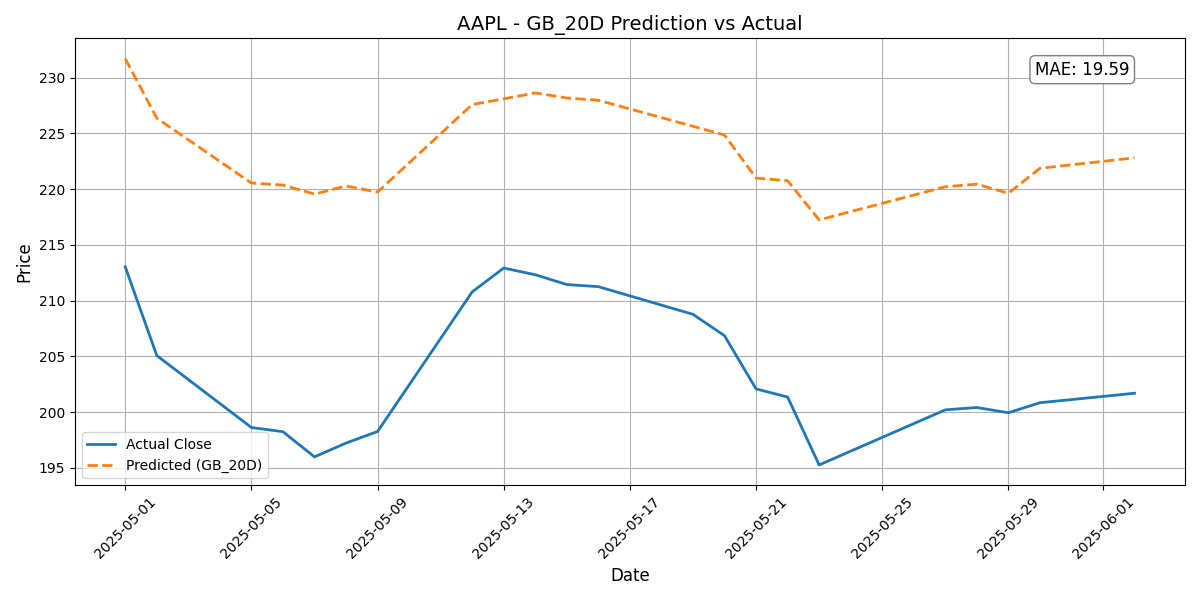 AAPL - GB_20D Prediction vs Actual
MAE: 19.59
Price
230
225
220
215
210
205
200
195
Actual Close
Predicted (GB_20D)
2025-05-01
2025-05-05
2025-05-09
2025-05-13
2025-05-17
2025-05-21
2025-05-25
2025-05-29
2025-06-01
Date